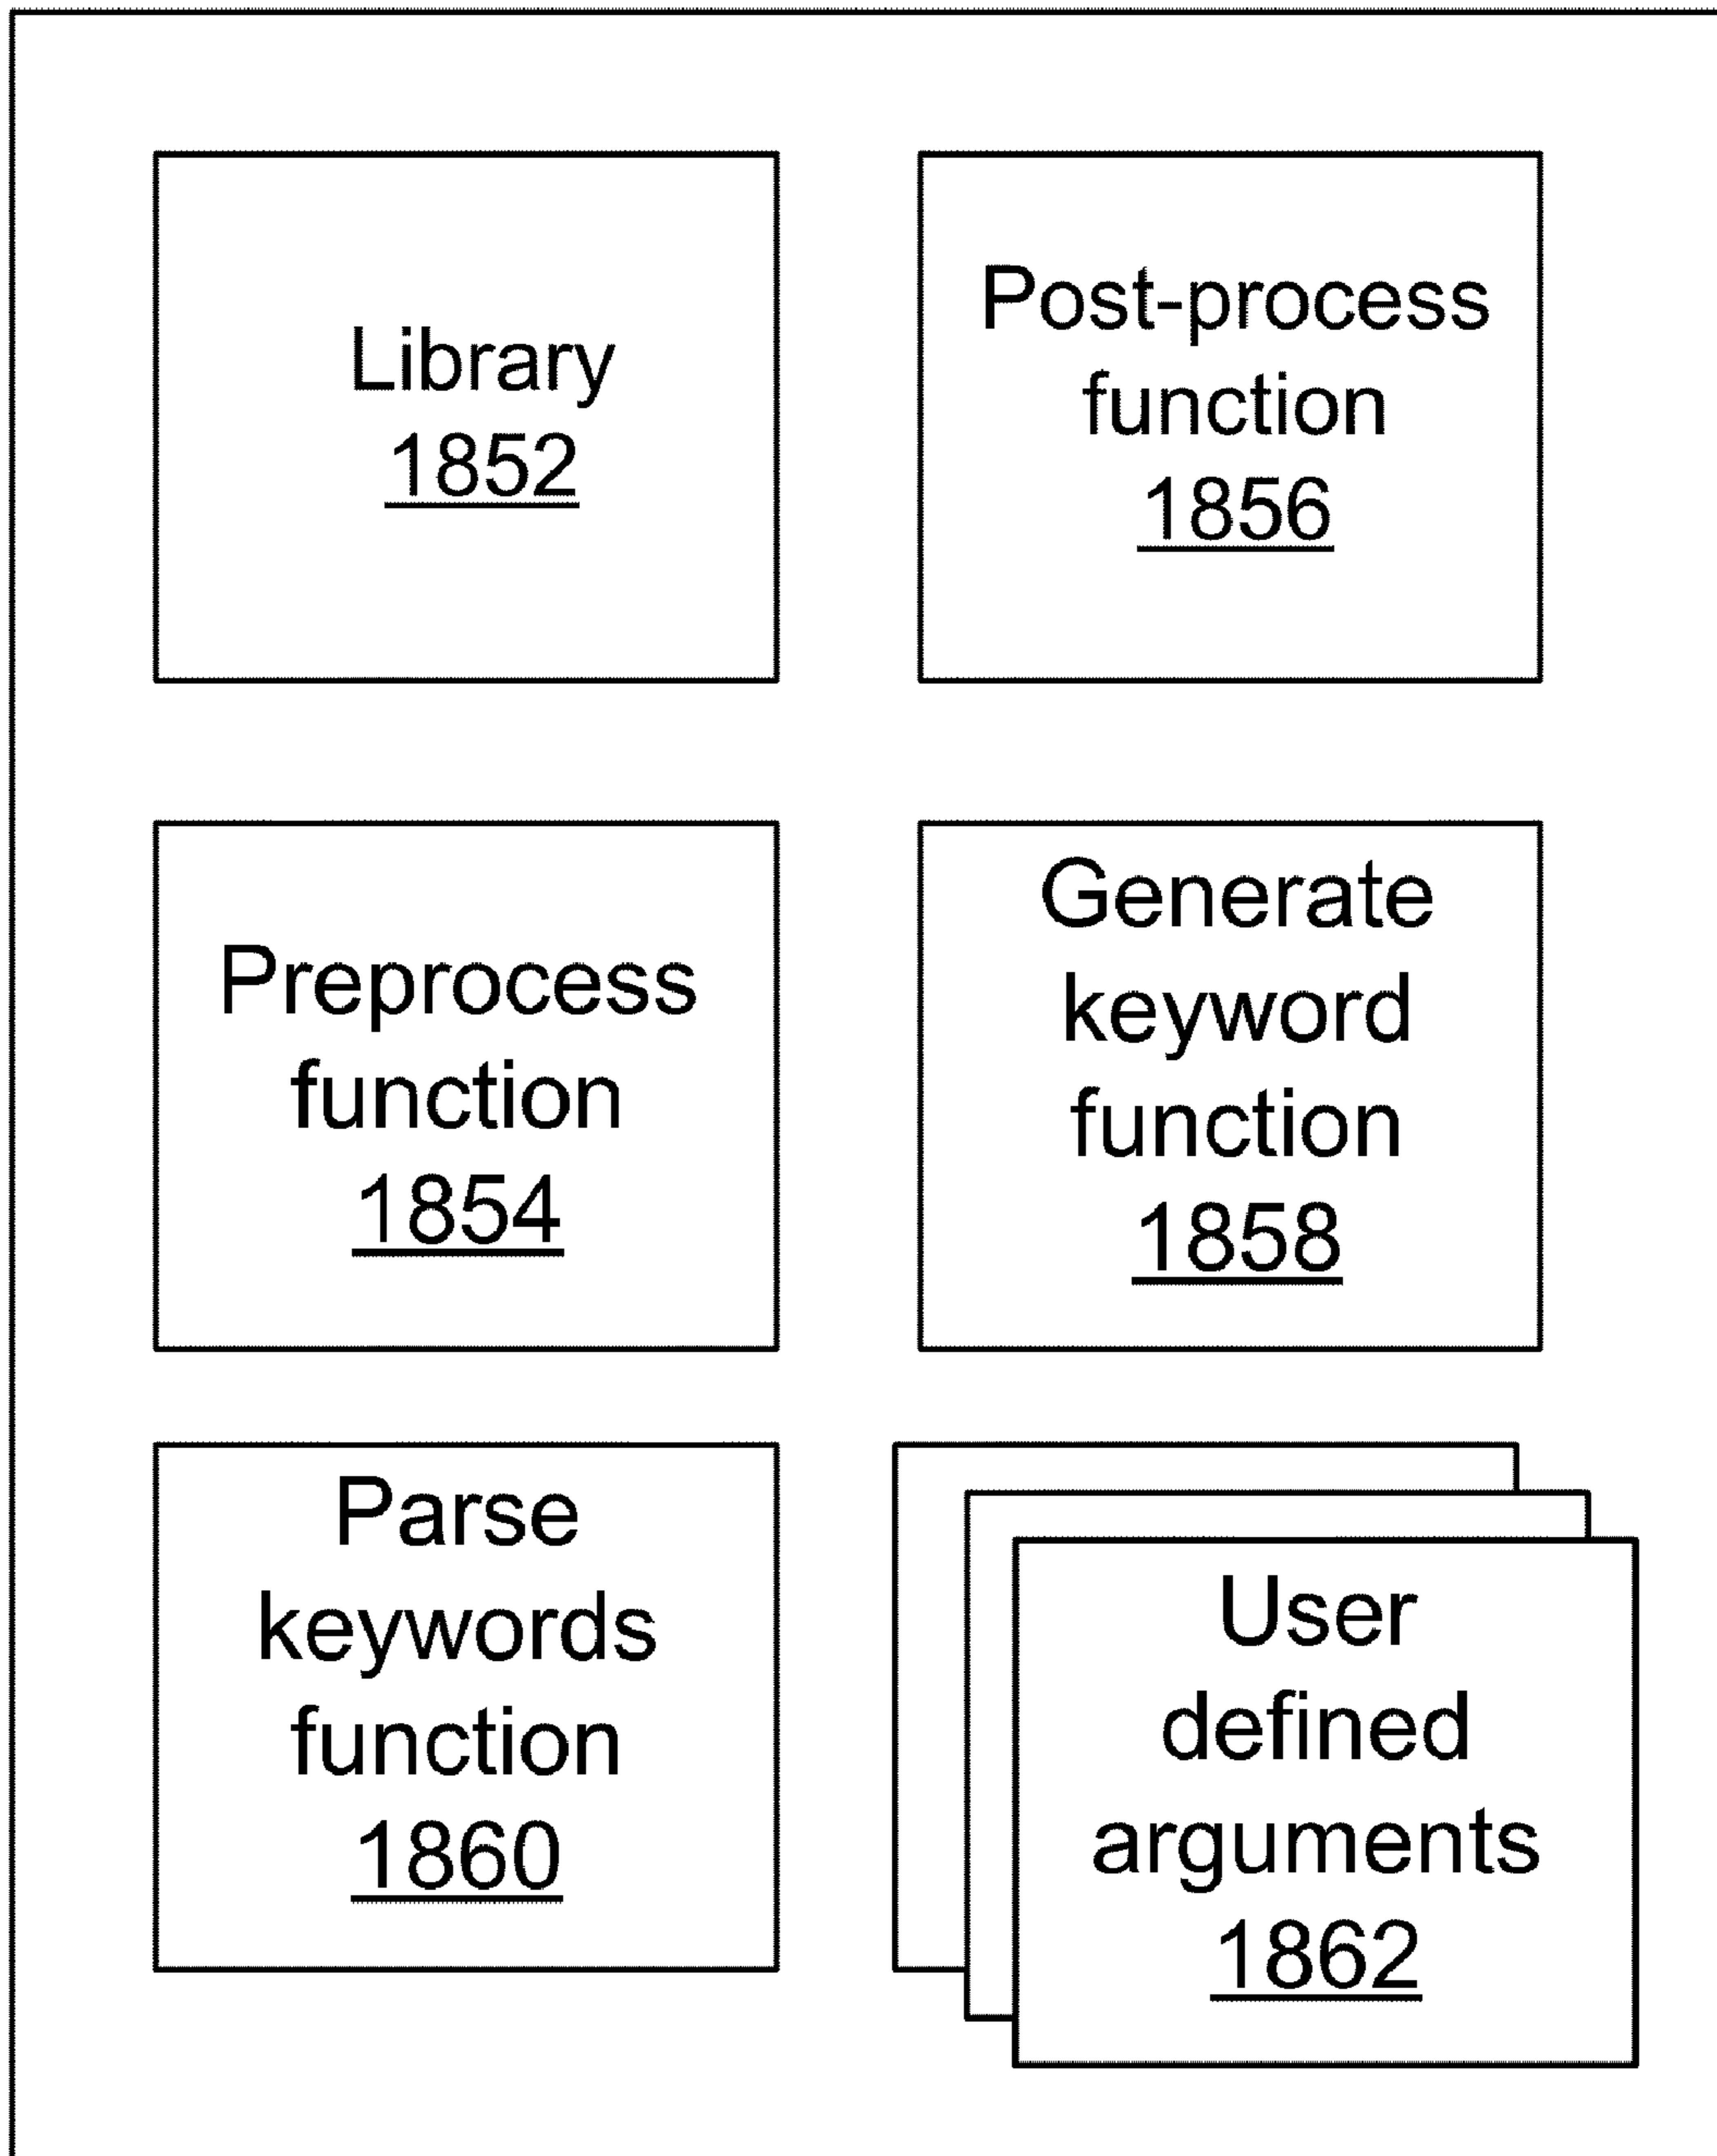 Library
1852
Post-process
function
1856
Preprocess
function
1854
Generate
keyword
function
1858
Parse
keywords
function
1860
User
defined
arguments
1862